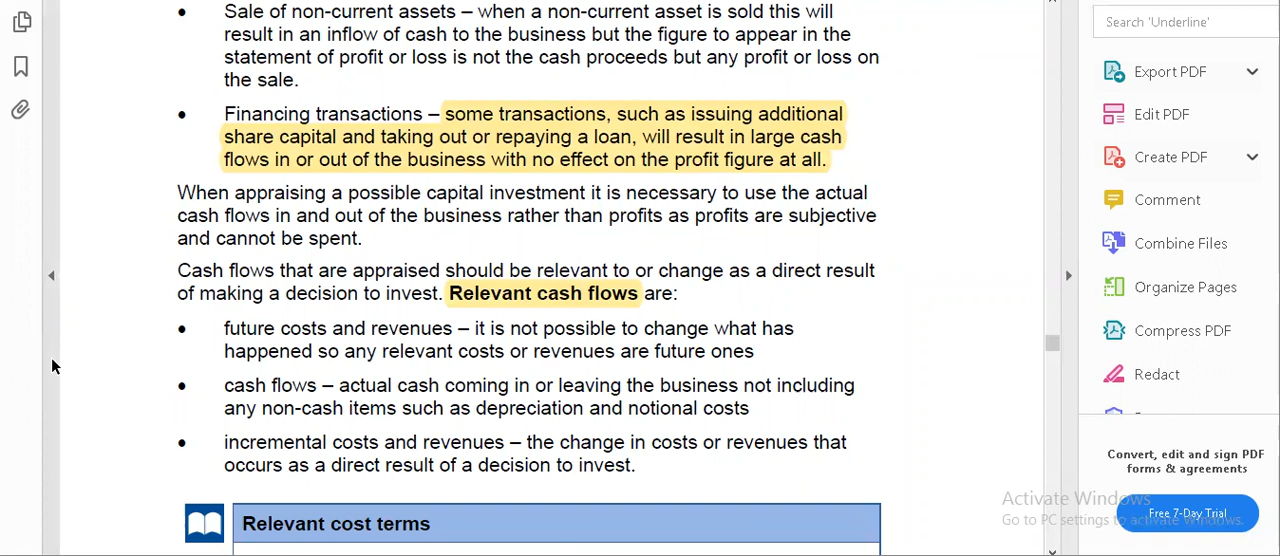 • Sale of non-current assets – when a non-current asset is sold this will
result in an inflow of cash to the business but the figure to appear in the
statement of profit or loss is not the cash proceeds but any profit or loss on
the sale.
• Financing transactions – some transactions, such as issuing additional
share capital and taking out or repaying a loan, will result in large cash
flows in or out of the business with no effect on the profit figure at all.
When appraising a possible capital investment it is necessary to use the actual
cash flows in and out of the business rather than profits as profits are subjective
and cannot be spent.
Cash flows that are appraised should be relevant to or change as a direct result
of making a decision to invest. Relevant cash flows are:
• future costs and revenues – it is not possible to change what has
happened so any relevant costs or revenues are future ones
• cash flows – actual cash coming in or leaving the business not including
any non-cash items such as depreciation and notional costs
• incremental costs and revenues – the change in costs or revenues that
occurs as a direct result of a decision to invest.
Relevant cost terms
Search 'Underline'
Export PDF
Edit PDF
Create PDF
Comment
Combine Files
Organize Pages
Compress PDF
Redact
Convert, edit and sign PDF
forms & agreements
Free 7-Day Trial
Activate Windows
Go to PC settings to activate Windows.